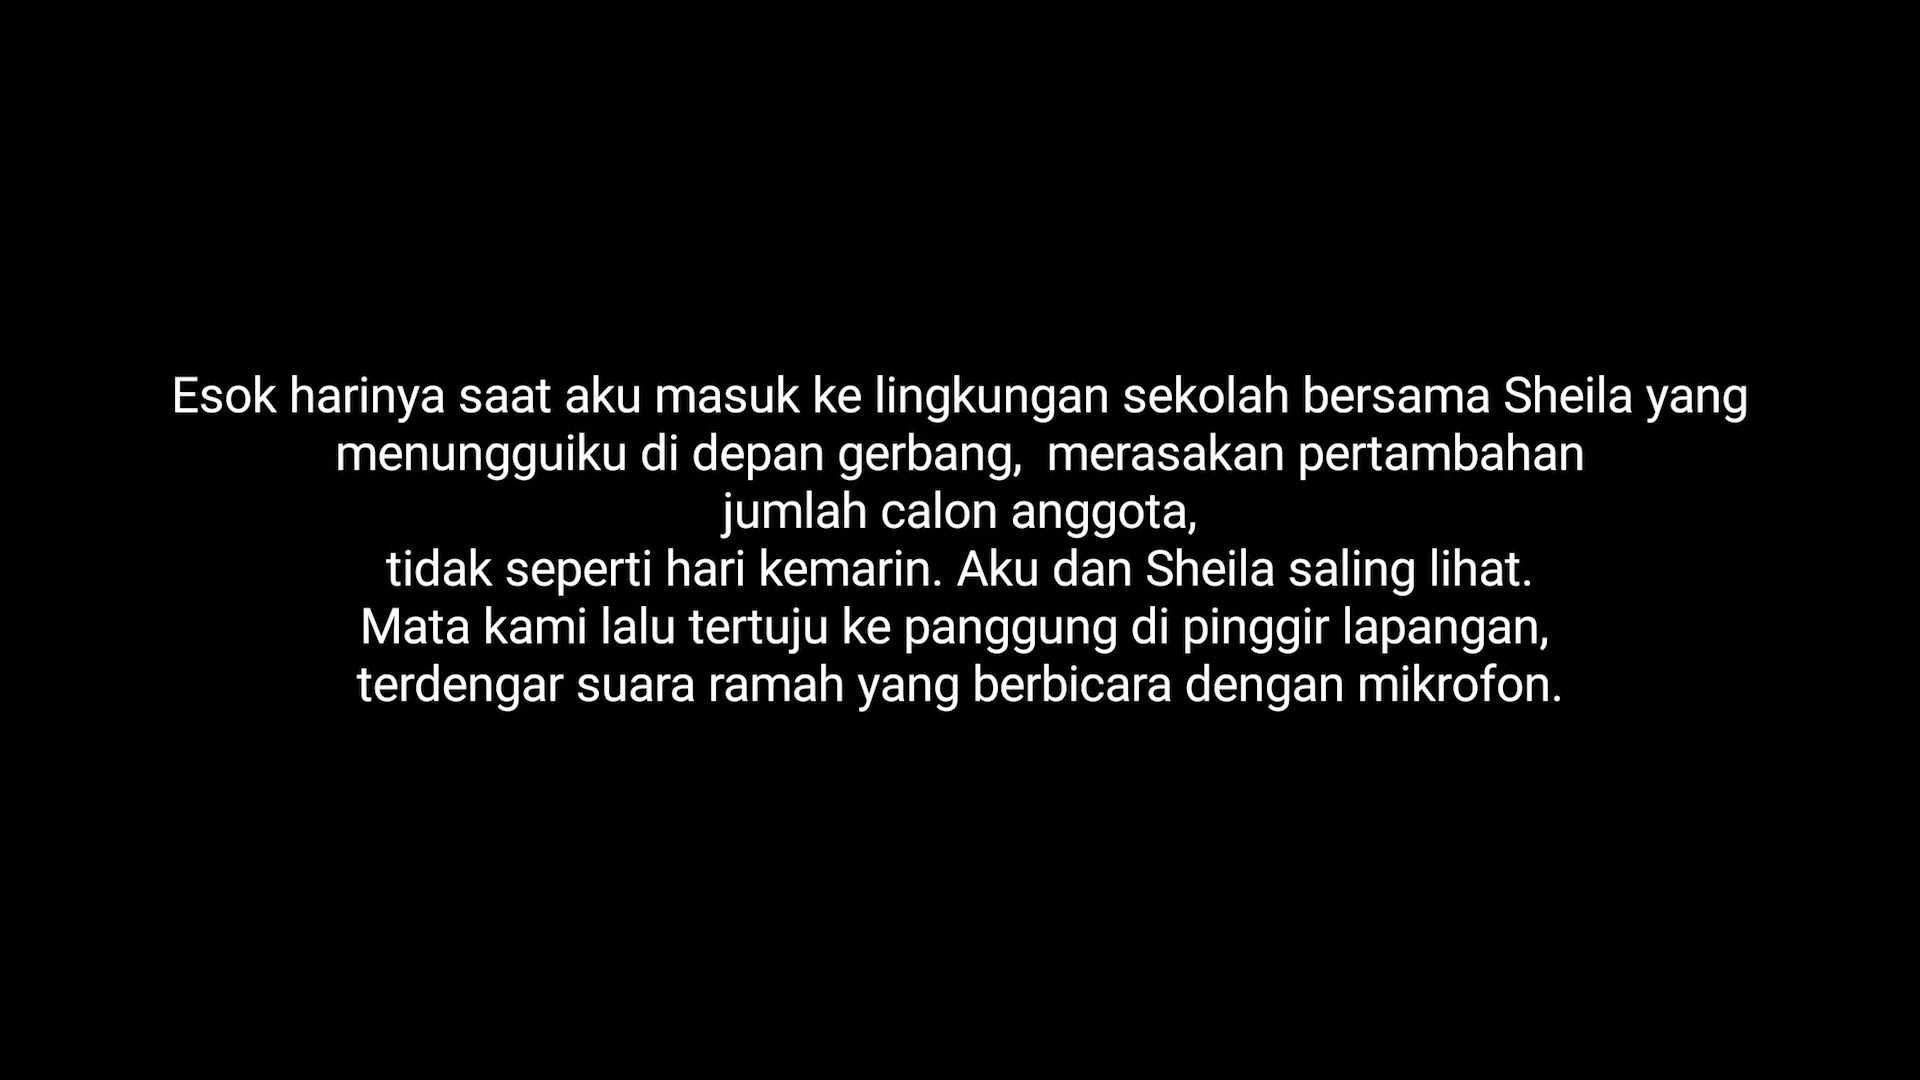 Esok harinya saat aku masuk ke lingkungan sekolah bersama Sheila yang
menungguiku di depan gerbang,  merasakan pertambahan
jumlah calon anggota,
tidak seperti hari kemarin. Aku dan Sheila saling lihat.
Mata kami lalu tertuju ke panggung di pinggir lapangan,
terdengar suara ramah yang berbicara dengan mikrofon.